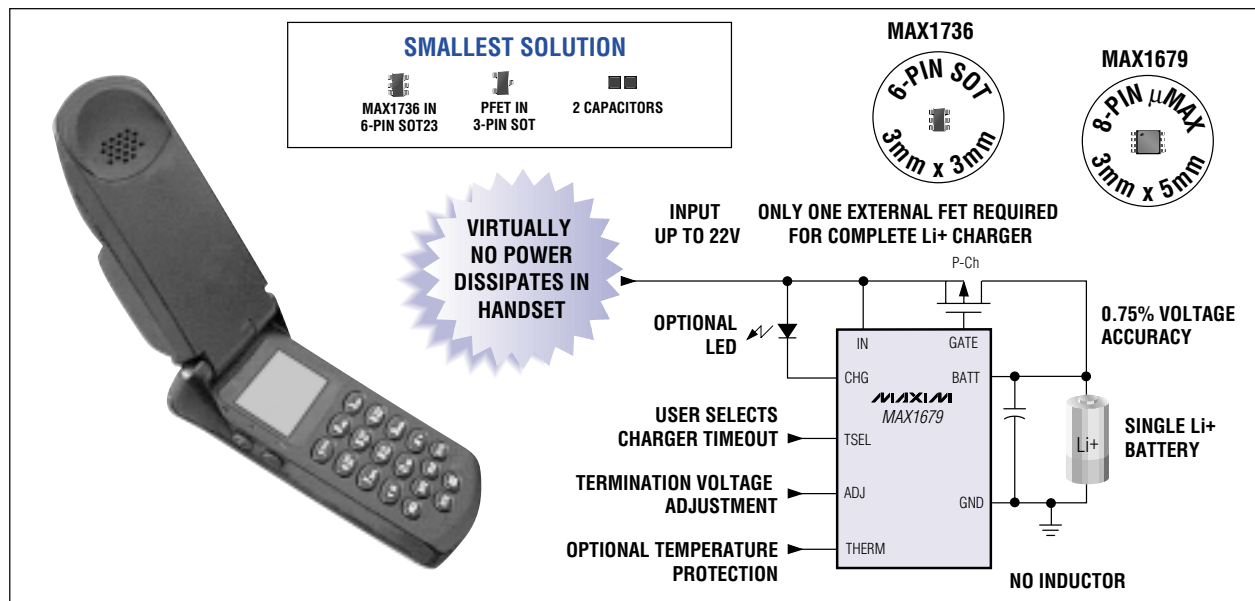 SMALLEST SOLUTION
MAX1736 IN
6-PIN SOT23
PFET IN
3-PIN SOT
2 CAPACITORS
MAX1736
6-PIN SOT
3mm x 3mm
MAX1679
8-PIN µMAX
3mm x 5mm
VIRTUALLY
NO POWER
DISSIPATES IN
HANDSET
INPUT
UP TO 22V
ONLY ONE EXTERNAL FET REQUIRED
FOR COMPLETE Li+ CHARGER
P-Ch
OPTIONAL
LED
IN
GATE
0.75% VOLTAGE
ACCURACY
CHG
BATT
MAXIM
MAX1679
USER SELECTS
CHARGER TIMEOUT
TSEL
Li+
SINGLE Li+
BATTERY
TERMINATION VOLTAGE
ADJUSTMENT
ADJ
GND
OPTIONAL TEMPERATURE
PROTECTION
THERM
NO INDUCTOR